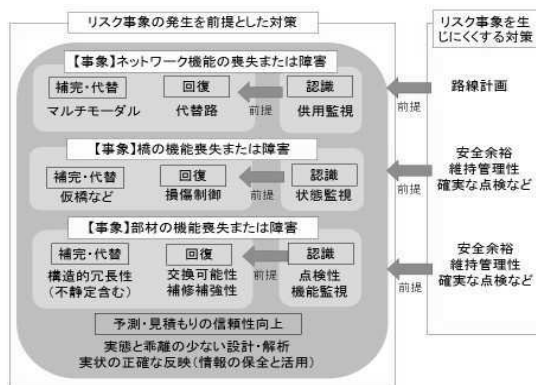 リスク事象の発生を前提とした対策
リスク事象を生
じにくくする対策
【事象】ネットワーク機能の喪失または障害
補完・代替
回復
認識
マルチモーダル
代替路
前提
供用監視
前提
路線計画
【事象】橋の機能喪失または障害
補完・代替
回復
認識
仮橋など
損傷制御
前提
状態監視
前提
安全余裕
維持管理性
確実な点検など
【事象】部材の機能喪失または障害
補完・代替
回復
認識
構造的冗長性
(不静定含む)
交換可能性
補修補強性
前提
点検性
機能監視
前提
安全余裕
維持管理性
確実な点検など
予測・見積もりの信頼性向上
実態と乖離の少ない設計・解析
実状の正確な反映(情報の保全と活用)